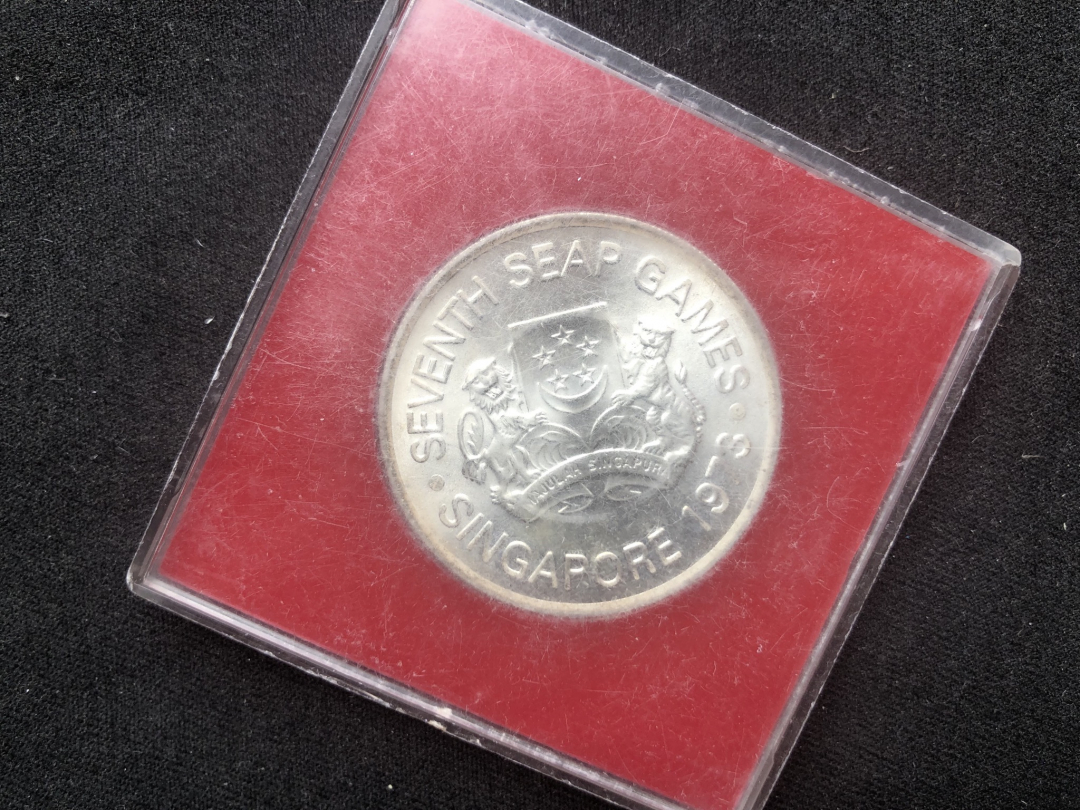 SEVENTH SEAP GAMES
MAJULAH SINGAPURA
SINGAPORE 1973